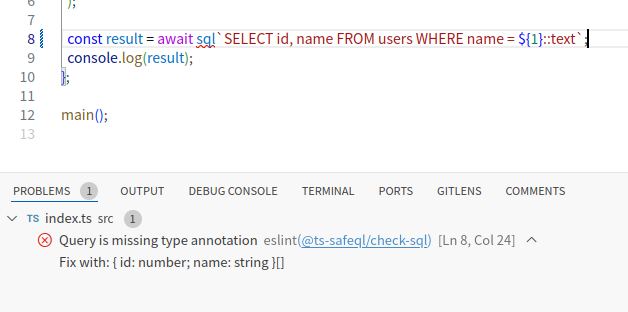 6 );
7
8 const result = await sql`SELECT id, name FROM users WHERE name = ${1}::text`;
9 console.log(result);
10 };
11
12 main();
13
PROBLEMS 1 OUTPUT DEBUG CONSOLE TERMINAL PORTS GITLENS COMMENTS
TS index.ts src 1
Query is missing type annotation eslint(@ts-safeql/check-sql) [Ln 8, Col 24]
Fix with: { id: number; name: string }[]